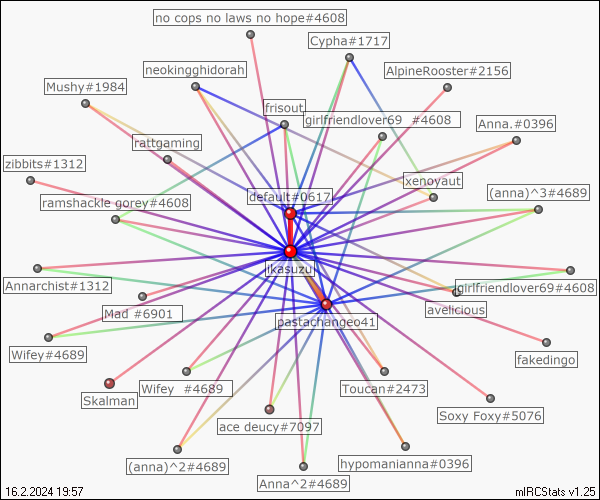 no cops no laws no hope#4608
Cypha#1717
neokingghidorah
AlpineRooster#2156
Mushy#1984
frisout
girlfriendlover69 #4608
Anna.#0396
rattgaming
zibbits#1312
xenoyaut
default#0617
(anna)^3#4689
ramshackle gorey#4608
ikasuzu
Annarchist#1312
girlfriendlover69#4608
Mad #6901
avelicious
pastachangeo41
Wifey#4689
fakedingo
Wifey #4689
Toucan#2473
Skalman
Soxy Foxy#5076
ace deucy#7097
(anna)^2#4689
hypomanianna#0396
Anna^2#4689
16.2.2024 19:57
mIRCStats v1.25